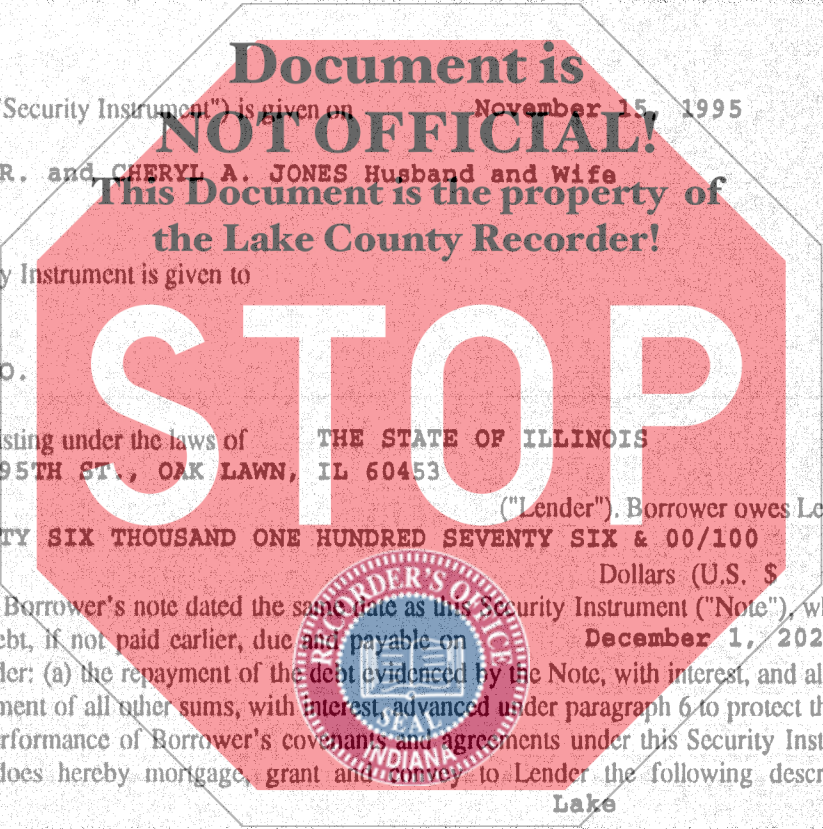 Document is
"Security Instrument") is given on November 15, 1995
NOT OFFICIAL!
R. and CHERYL A. JONES Husband and Wife
This Document is the property of
the Lake County Recorder!
y Instrument is given to
STOP
O.
isting under the laws of THE STATE OF ILLINOIS
95TH ST., OAK LAWN, IL 60453
("Lender"). Borrower owes Le
TY SIX THOUSAND ONE HUNDRED SEVENTY SIX & 00/100
Dollars (U.S. $
Borrower's note dated the same date as this Security Instrument ("Note"), wh
ebt, if not paid earlier, due and payable on December 1, 202
der: (a) the repayment of the debt evidenced by the Note, with interest, and al
ment of all other sums, with interest, advanced under paragraph 6 to protect th
rformance of Borrower's covenants and agreements under this Security Inst
does hereby mortgage, grant and convey to Lender the following descr
Lake
RECORDER'S OFFICE
SEAL
INDIANA